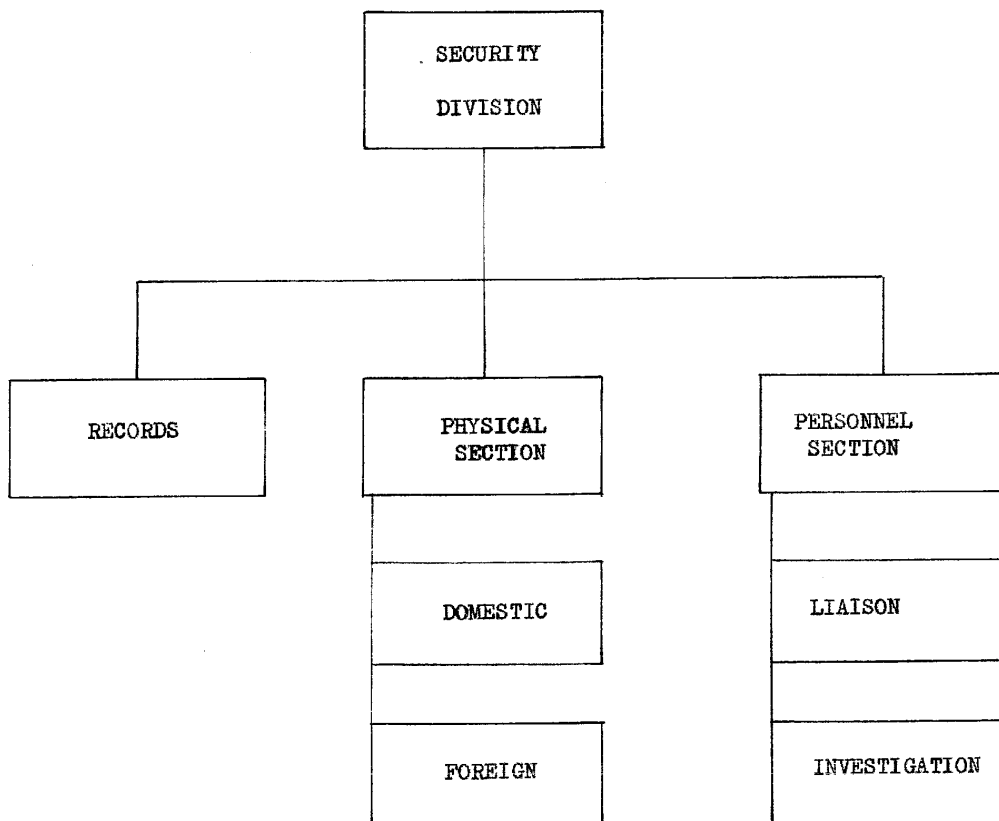 SECURITY
DIVISION
RECORDS
PHYSICAL
SECTION
PERSONNEL
SECTION
DOMESTIC
LIAISON
FOREIGN
INVESTIGATION